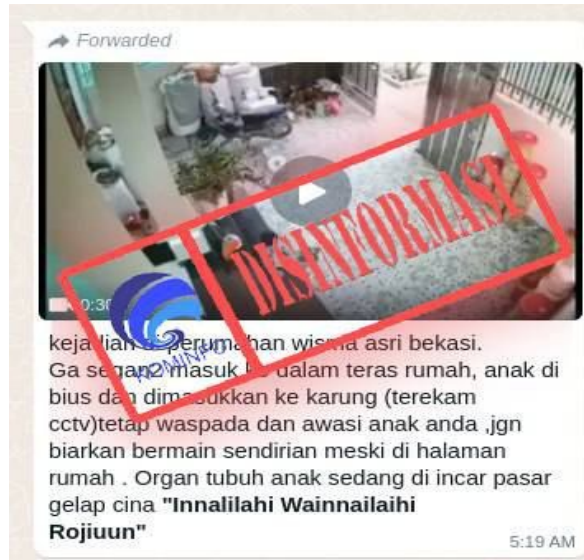 Forwarded
0:30
DISINFORMASI
KOMINFO
kejadian di perumahan wisma asri bekasi.
Ga segan2 masuk ke dalam teras rumah, anak di
bius dan dimasukkan ke karung (terekam
cctv)tetap waspada dan awasi anak anda ,jgn
biarkan bermain sendirian meski di halaman
rumah . Organ tubuh anak sedang di incar pasar
gelap cina "Innalilahi Wainnailaihi
Rojiuun"
5:19 AM